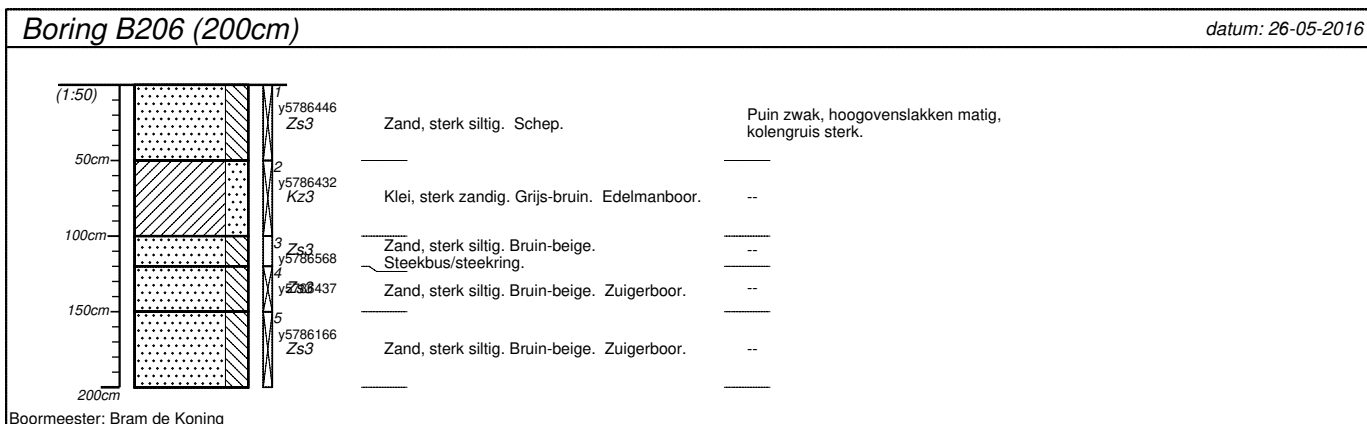 Boring B206 (200cm)
datum: 26-05-2016
(1:50)
1
y5786446
Zs3
Zand, sterk siltig. Schep.
Puin zwak, hoogovenslakken matig,
kolengruis sterk.
50cm
2
y5786432
Kz3
Klei, sterk zandig. Grijs-bruin. Edelmanboor.
--
100cm
3
Zs3
y5786568
Zand, sterk siltig. Bruin-beige.
Steekbus/steekring.
--
4
y5786437
Zs3
Zand, sterk siltig. Bruin-beige. Zuigerboor.
--
150cm
5
y5786166
Zs3
Zand, sterk siltig. Bruin-beige. Zuigerboor.
--
200cm
Boormeester: Bram de Koning